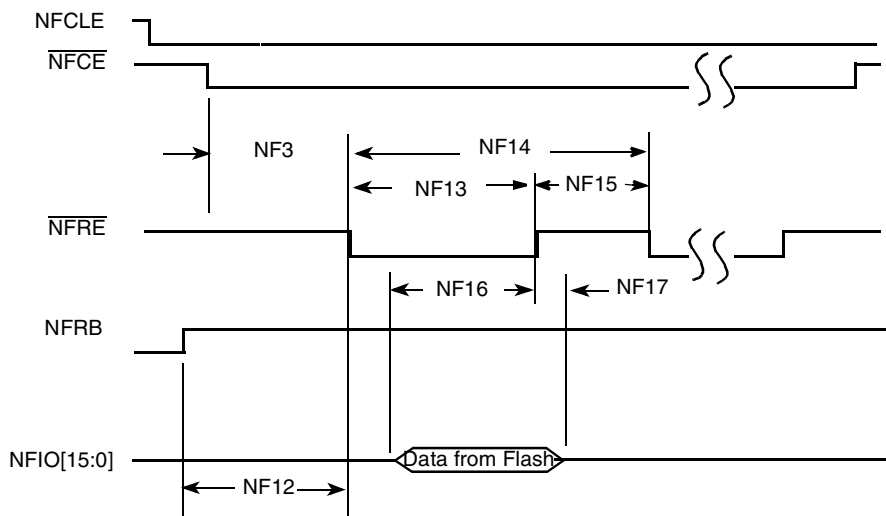 NFCLE
NFCE
NF3
NF14
NF13
NF15
NFRE
NF16
NF17
NFRB
NFIO[15:0]
Data from Flash
NF12